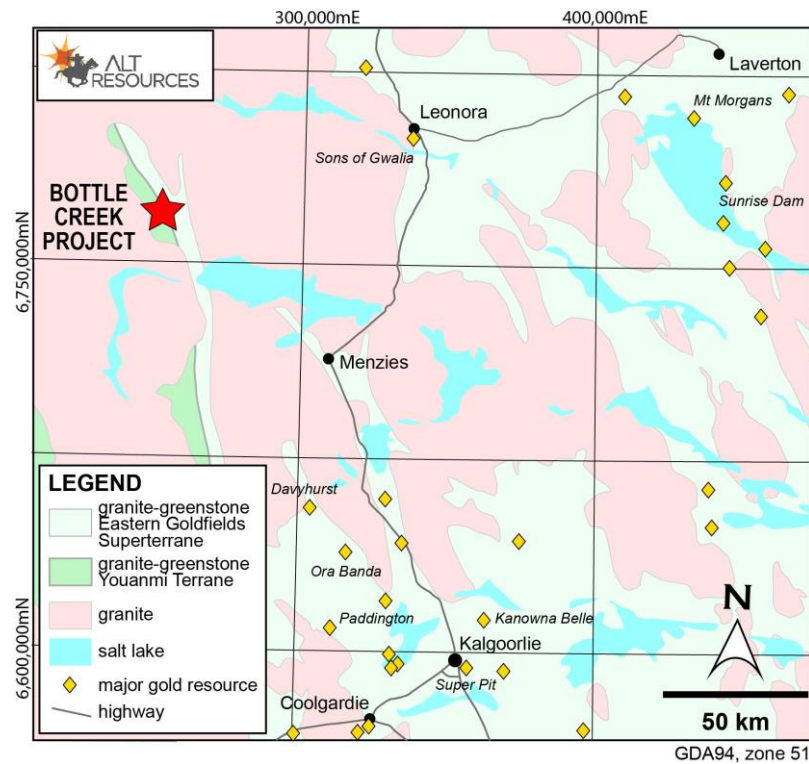 300,000mE
400,000mE
ALT
RESOURCES
Laverton
Mt Morgans
Leonora
Sons of Gwalia
BOTTLE
CREEK
PROJECT
Sunrise Dam
6,750,000mN
Menzies
LEGEND
granite-greenstone
Eastern Goldfields
Superterrane
granite-greenstone
Youanmi Terrane
granite
salt lake
major gold resource
highway
Davyhurst
Ora Banda
Paddington
Kanowna Belle
Kalgoorlie
Super Pit
Coolgardie
6,600,000mN
N
50 km
GDA94, zone 51